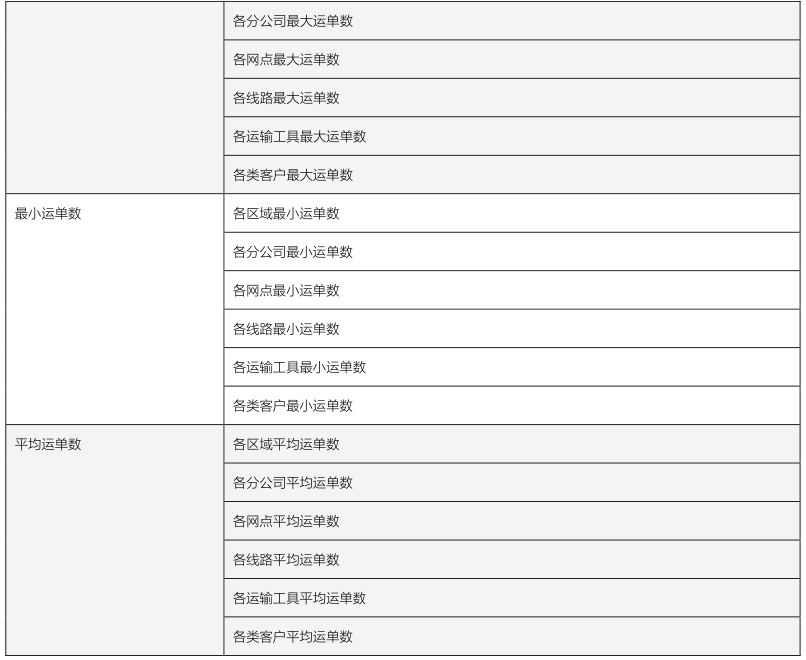 各分公司最大运单数
各网点最大运单数
各线路最大运单数
各运输工具最大运单数
各类客户最大运单数
最小运单数
各区域最小运单数
各分公司最小运单数
各网点最小运单数
各线路最小运单数
各运输工具最小运单数
各类客户最小运单数
平均运单数
各区域平均运单数
各分公司平均运单数
各网点平均运单数
各线路平均运单数
各运输工具平均运单数
各类客户平均运单数